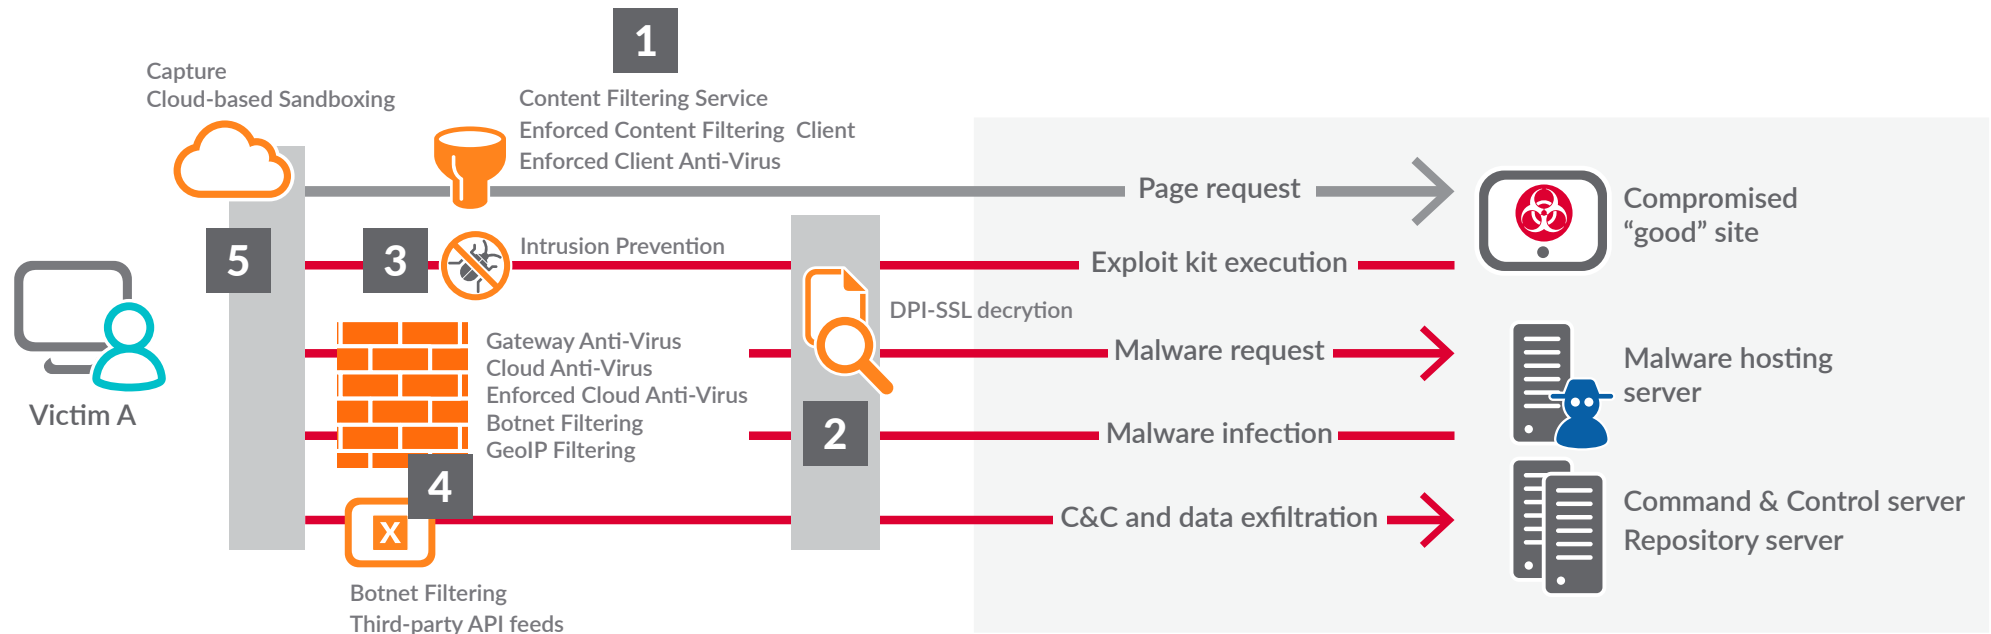 1
Capture
Cloud-based Sandboxing
Content Filtering Service
Enforced Content Filtering Client
Enforced Client Anti-Virus
Page request
Compromised
“good” site
5
3
Intrusion Prevention
Exploit kit execution
DPI-SSL decrytion
Gateway Anti-Virus
Cloud Anti-Virus
Enforced Cloud Anti-Virus
Botnet Filtering
GeoIP Filtering
Malware request
Malware hosting
server
Victim A
2
Malware infection
4
X
C&C and data exfiltration
Command & Control server
Repository server
Botnet Filtering
Third-party API feeds